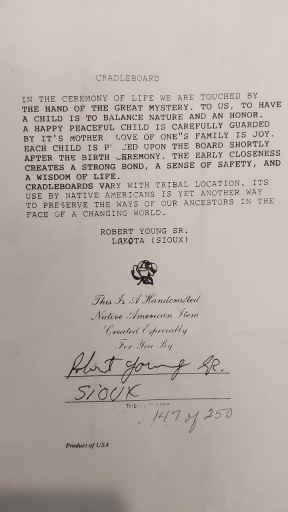 CRADLEBOARD
IN THE CEREMONY OF LIFE WE ARE TOUCHED BY
THE HAND OF THE GREAT MYSTERY. TO US, TO HAVE
A CHILD IS TO BALANCE NATURE AND AN HONOR.
A HAPPY PEACEFUL CHILD IS CAREFULLY GUARDED
BY IT'S MOTHER LOVE OF ONE"S FAMILY IS JOY.
EACH CHILD IS UPON THE BOARD SHORTLY
AFTER THE BIRTH THE EARLY CLOSENESS
CREATES A STRONG BOND, A SENSE OF SAFETY, AND
A WISDOM OF LIFE.
CRADLEBOARDS VARY WITH TRIBAL LOCATION. ITS
USE BY NATIVE AMERICANS IS YET ANOTHER WAY
TO PRESERVE THE WAYS OF OUR ANCESTORS IN THE
FACE OF A CHANGING WORLD.
ROBERT YOUNG SR.
LAKOTA (SIOUX)
This Is A Handcrafted
Native American Item
Created Especially
For You By
Robert Young SR.
SIOUX
147 of 250
Product of USA